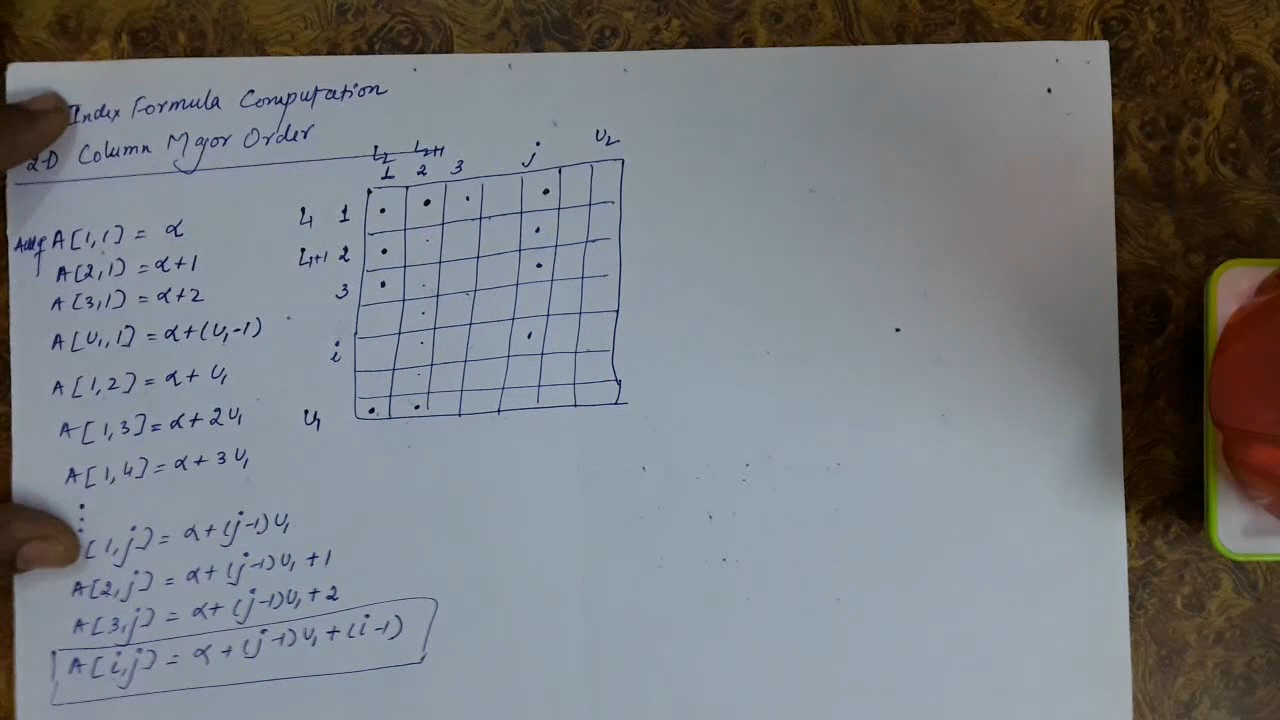 Index Formula Computation
2-D Column Major Order
L2 L2+1
1 2 3 j U2
L1 1
L1+1 2
3
i
U1
A[1,1] = α
A[2,1) = α+1
A[3,1) = α+2
A[U1,1] = α+(U1-1)
A[1,2] = α+ U1
A[1,3] = α+ 2U1
A[1,4] = α+ 3U1
⋮
[1,j) = α+(j-1)U1
A[2,j) = α+(j-1)U1 +1
A[3,j) = α+(j-1)U1 +2
A[i,j) = α+(j-1)U1 +(i-1)